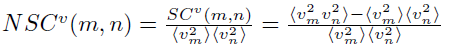 $NSC^{v}(m,n) = \frac{SC^{v}(m,n)}{\langle v_m^2 \rangle \langle v_n^2 \rangle} = \frac{\langle v_m^2 v_n^2 \rangle - \langle v_m^2 \rangle \langle v_n^2 \rangle}{\langle v_m^2 \rangle \langle v_n^2 \rangle}$